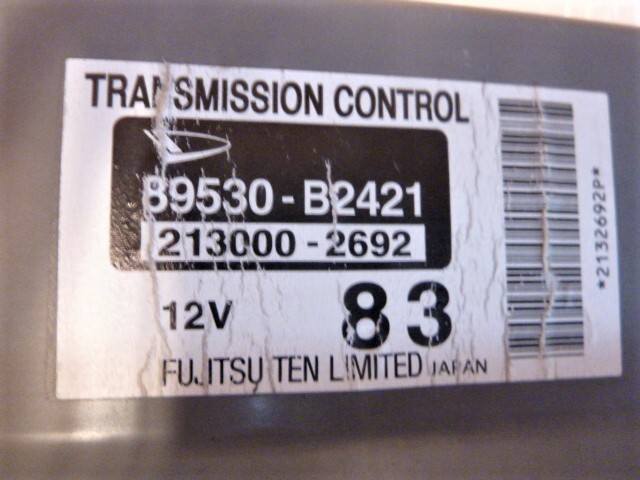 TRANSMISSION CONTROL
89530-B2421
213000-2692
12V
83
FUJITSU TEN LIMITED JAPAN
*2132692P*